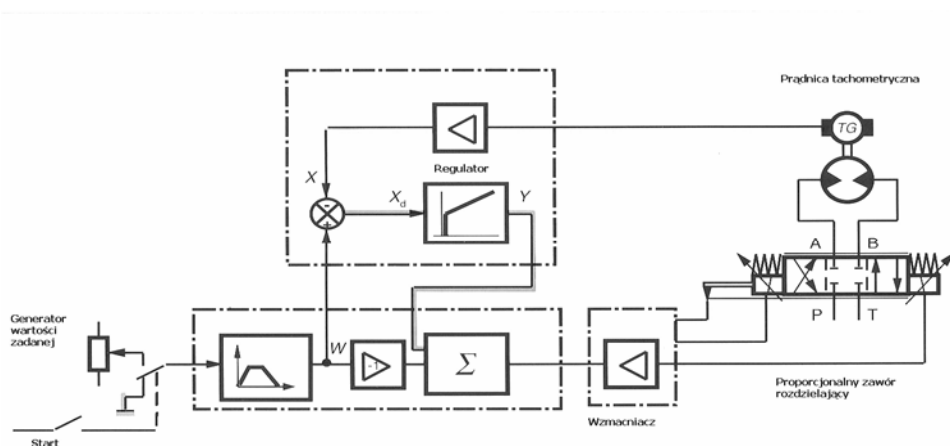 Prądnica tachometryczna
TG
Regulator
X
-
+
X_d
Y
A
B
P
T
Generator
wartości
zadanej
W
-1
Σ
Wzmacniacz
Proporcjonalny zawór
rozdzielający
Start